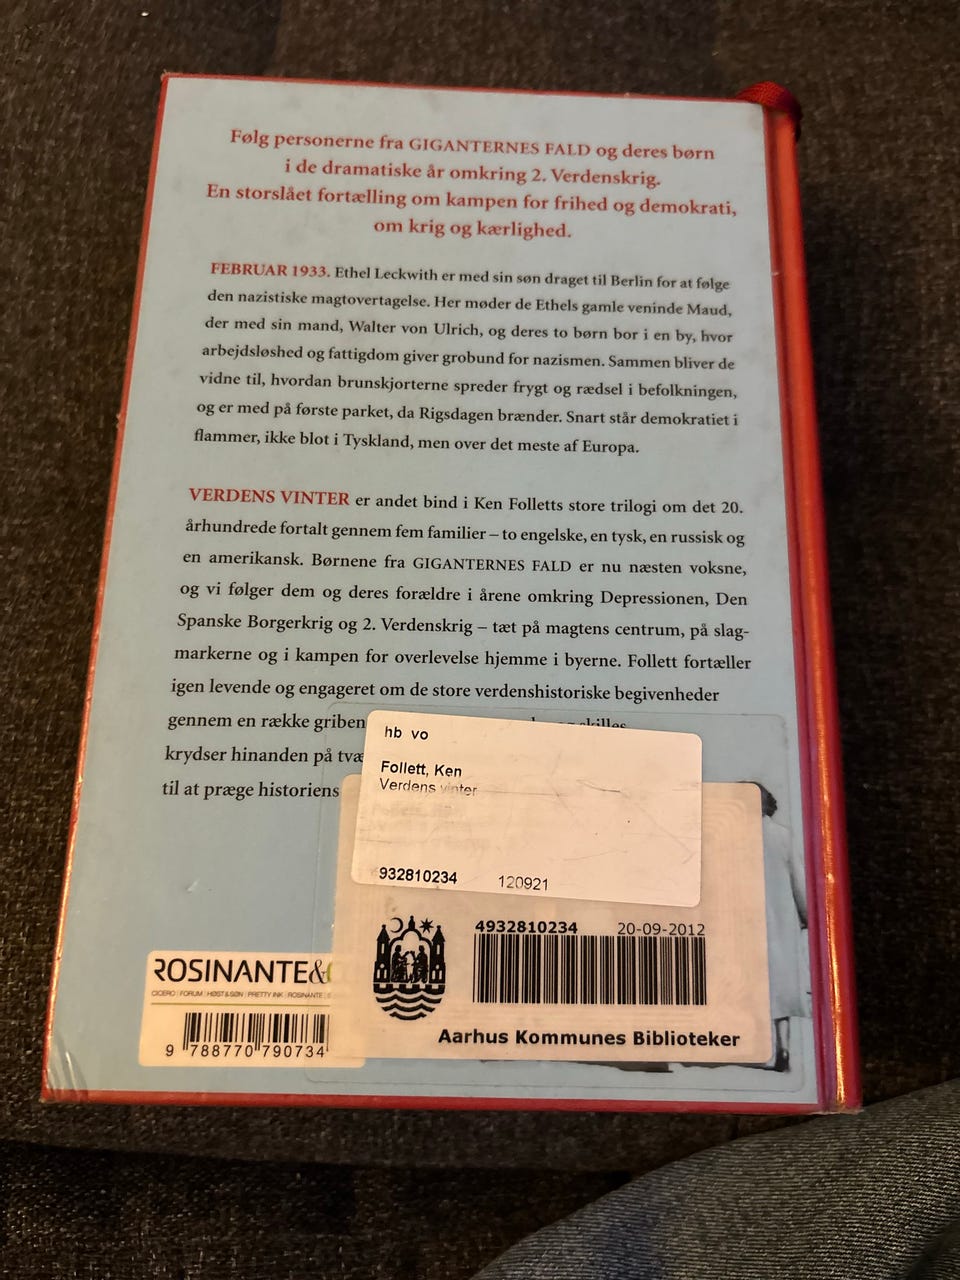 Følg personerne fra GIGANTERNES FALD og deres børn
i de dramatiske år omkring 2. Verdenskrig.
En storslået fortælling om kampen for frihed og demokrati,
om krig og kærlighed.
FEBRUAR 1933. Ethel Leckwith er med sin søn draget til Berlin for at følge
den nazistiske magtovertagelse. Her møder de Ethels gamle veninde Maud,
der med sin mand, Walter von Ulrich, og deres to børn bor i en by, hvor
arbejdsløshed og fattigdom giver grobund for nazismen. Sammen bliver de
vidne til, hvordan brunskjorterne spreder frygt og rædsel i befolkningen,
og er med på første parket, da Rigsdagen brænder. Snart står demokratiet i
flammer, ikke blot i Tyskland, men over det meste af Europa.
VERDENS VINTER er andet bind i Ken Folletts store trilogi om det 20.
århundrede fortalt gennem fem familier – to engelske, en tysk, en russisk og
en amerikansk. Børnene fra GIGANTERNES FALD er nu næsten voksne,
og vi følger dem og deres forældre i årene omkring Depressionen, Den
Spanske Borgerkrig og 2. Verdenskrig – tæt på magtens centrum, på slag-
markerne og i kampen for overlevelse hjemme i byerne. Follett fortæller
igen levende og engageret om de store verdenshistoriske begivenheder
gennem en række griben skilles,
krydser hinanden på tvæ
til at præge historiens
hb vo
Follett, Ken
Verdens vinter
932810234 120921
4932810234 20-09-2012
Aarhus Kommunes Biblioteker
ROSINANTE&
CICERO FORUM HØST&SØN PRETTY INK ROSINANTE
9 788770 790734